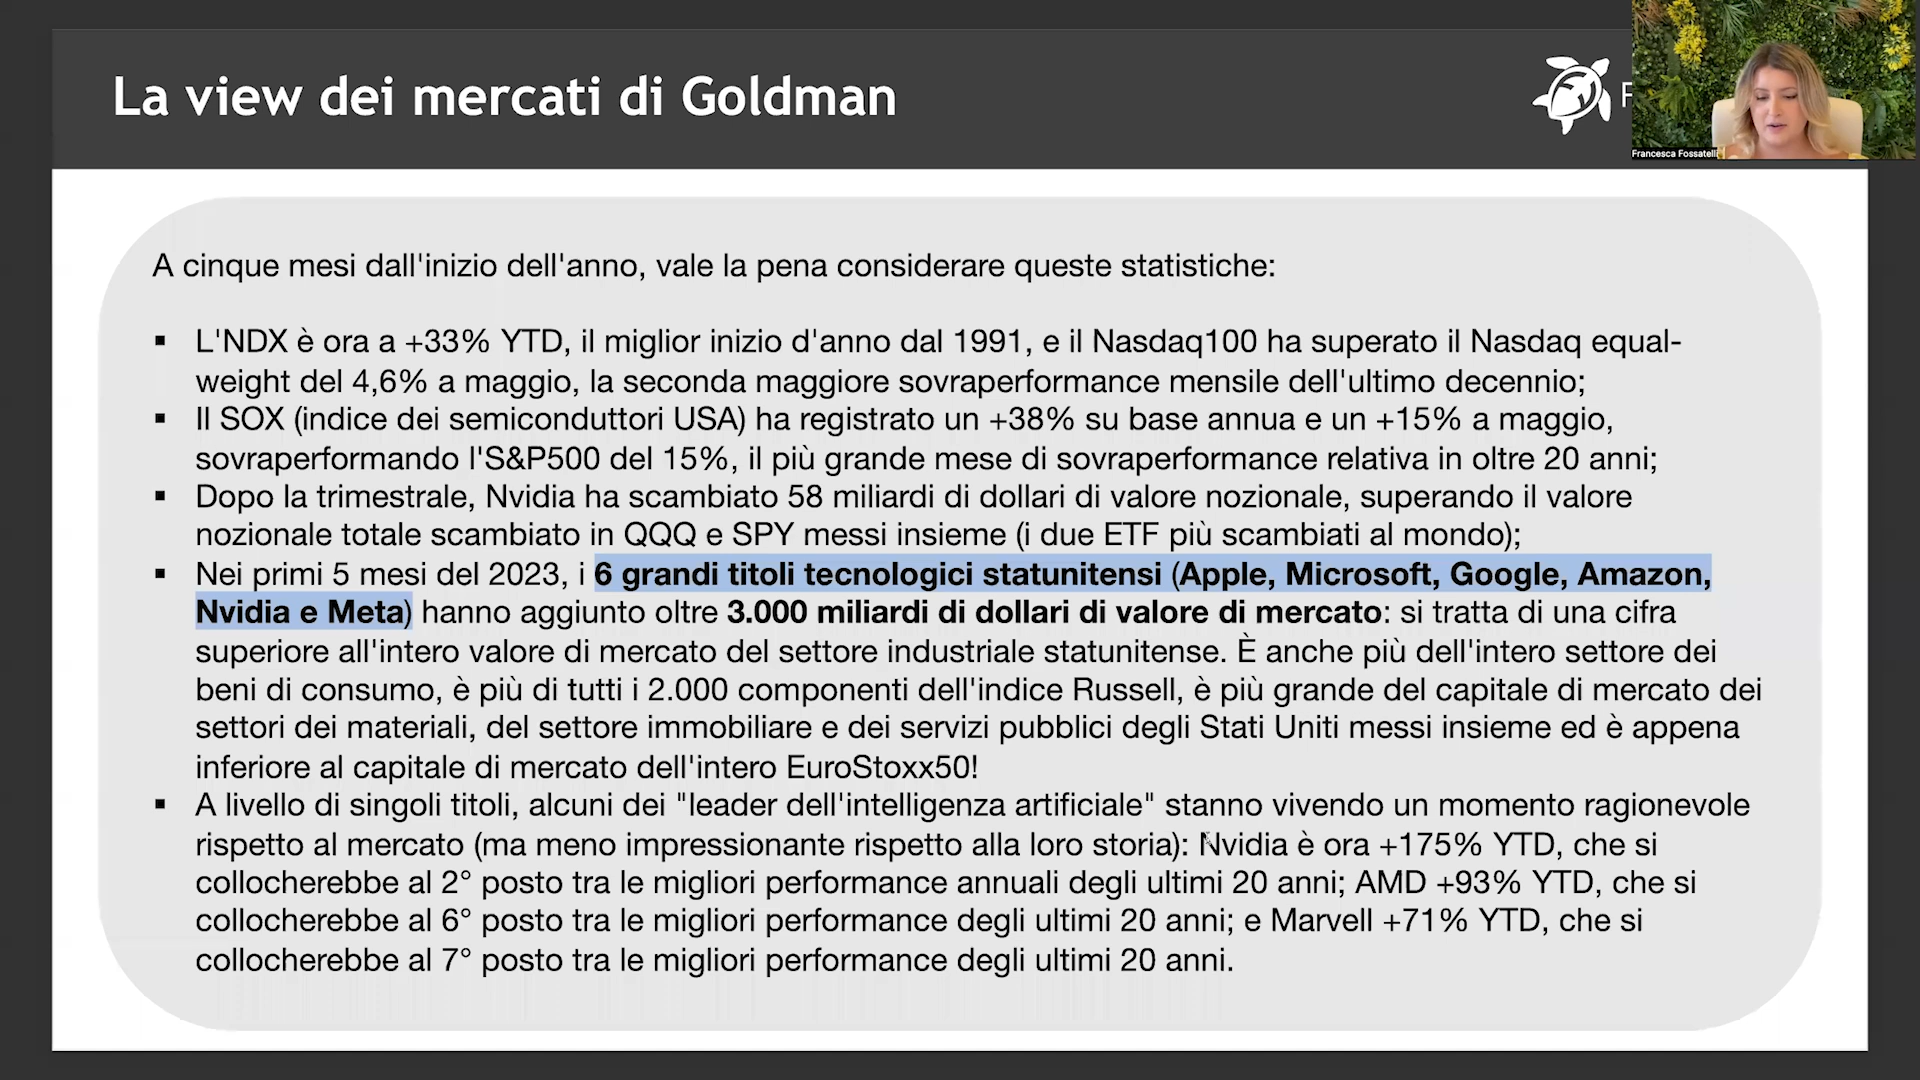 La view dei mercati di Goldman
F
Francesca Fossatelli
A cinque mesi dall'inizio dell'anno, vale la pena considerare queste statistiche:
▪ L'NDX è ora a +33% YTD, il miglior inizio d'anno dal 1991, e il Nasdaq100 ha superato il Nasdaq equal-
weight del 4,6% a maggio, la seconda maggiore sovraperformance mensile dell'ultimo decennio;
▪ Il SOX (indice dei semiconduttori USA) ha registrato un +38% su base annua e un +15% a maggio,
sovraperformando l'S&P500 del 15%, il più grande mese di sovraperformance relativa in oltre 20 anni;
▪ Dopo la trimestrale, Nvidia ha scambiato 58 miliardi di dollari di valore nozionale, superando il valore
nozionale totale scambiato in QQQ e SPY messi insieme (i due ETF più scambiati al mondo);
▪ Nei primi 5 mesi del 2023, i 6 grandi titoli tecnologici statunitensi (Apple, Microsoft, Google, Amazon,
Nvidia e Meta) hanno aggiunto oltre 3.000 miliardi di dollari di valore di mercato: si tratta di una cifra
superiore all'intero valore di mercato del settore industriale statunitense. È anche più dell'intero settore dei
beni di consumo, è più di tutti i 2.000 componenti dell'indice Russell, è più grande del capitale di mercato dei
settori dei materiali, del settore immobiliare e dei servizi pubblici degli Stati Uniti messi insieme ed è appena
inferiore al capitale di mercato dell'intero EuroStoxx50!
▪ A livello di singoli titoli, alcuni dei "leader dell'intelligenza artificiale" stanno vivendo un momento ragionevole
rispetto al mercato (ma meno impressionante rispetto alla loro storia): Nvidia è ora +175% YTD, che si
collocherebbe al 2° posto tra le migliori performance annuali degli ultimi 20 anni; AMD +93% YTD, che si
collocherebbe al 6° posto tra le migliori performance degli ultimi 20 anni; e Marvell +71% YTD, che si
collocherebbe al 7° posto tra le migliori performance degli ultimi 20 anni.